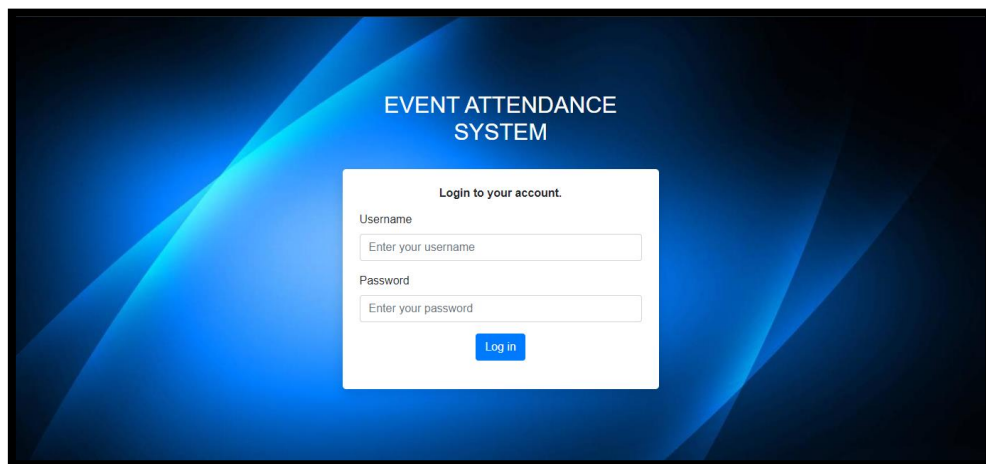 EVENT ATTENDANCE
SYSTEM
Login to your account.
Username
Enter your username
Password
Enter your password
Log in